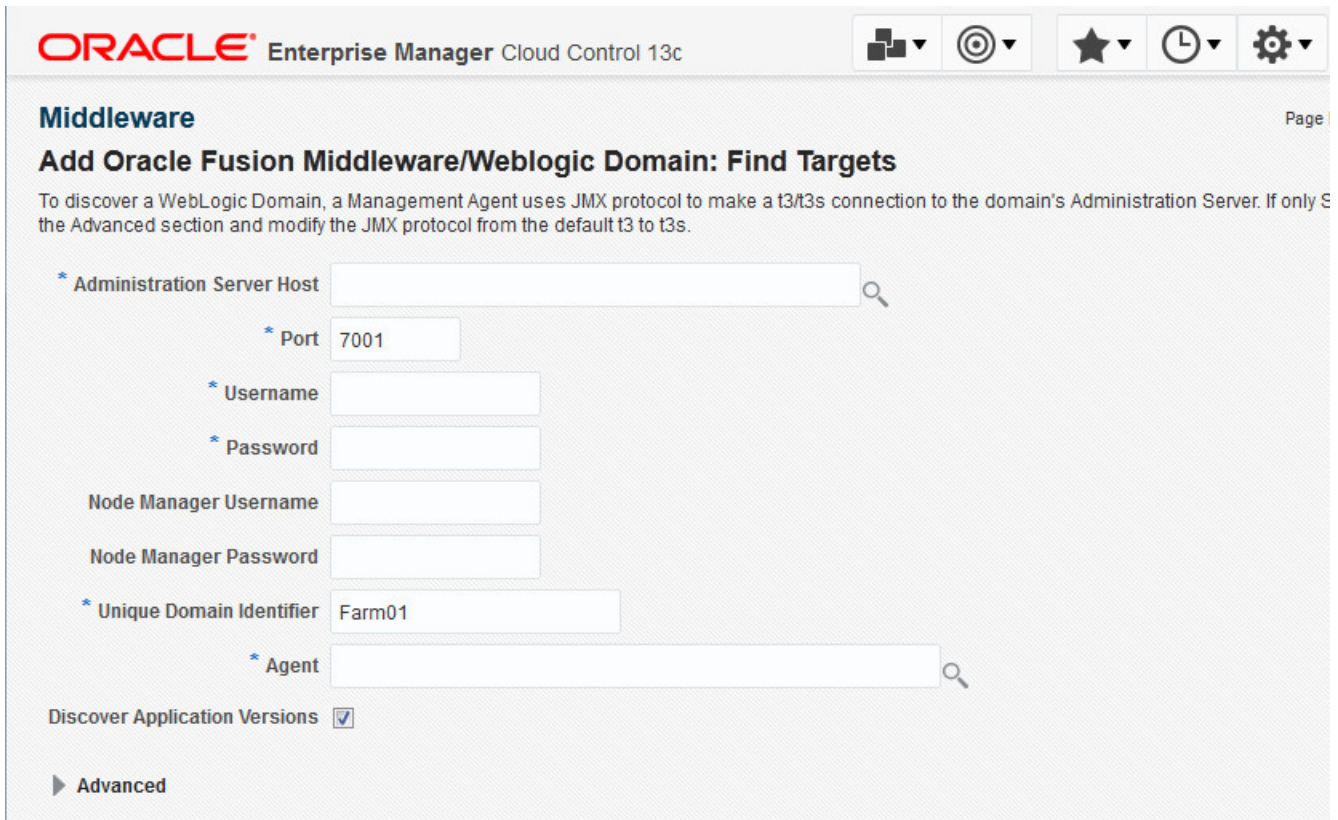 ORACLE® Enterprise Manager Cloud Control 13c
Middleware
Page
Add Oracle Fusion Middleware/Weblogic Domain: Find Targets
To discover a WebLogic Domain, a Management Agent uses JMX protocol to make a t3/t3s connection to the domain's Administration Server. If only S
the Advanced section and modify the JMX protocol from the default t3 to t3s.
* Administration Server Host
* Port 7001
* Username
* Password
Node Manager Username
Node Manager Password
* Unique Domain Identifier Farm01
* Agent
Discover Application Versions
Advanced